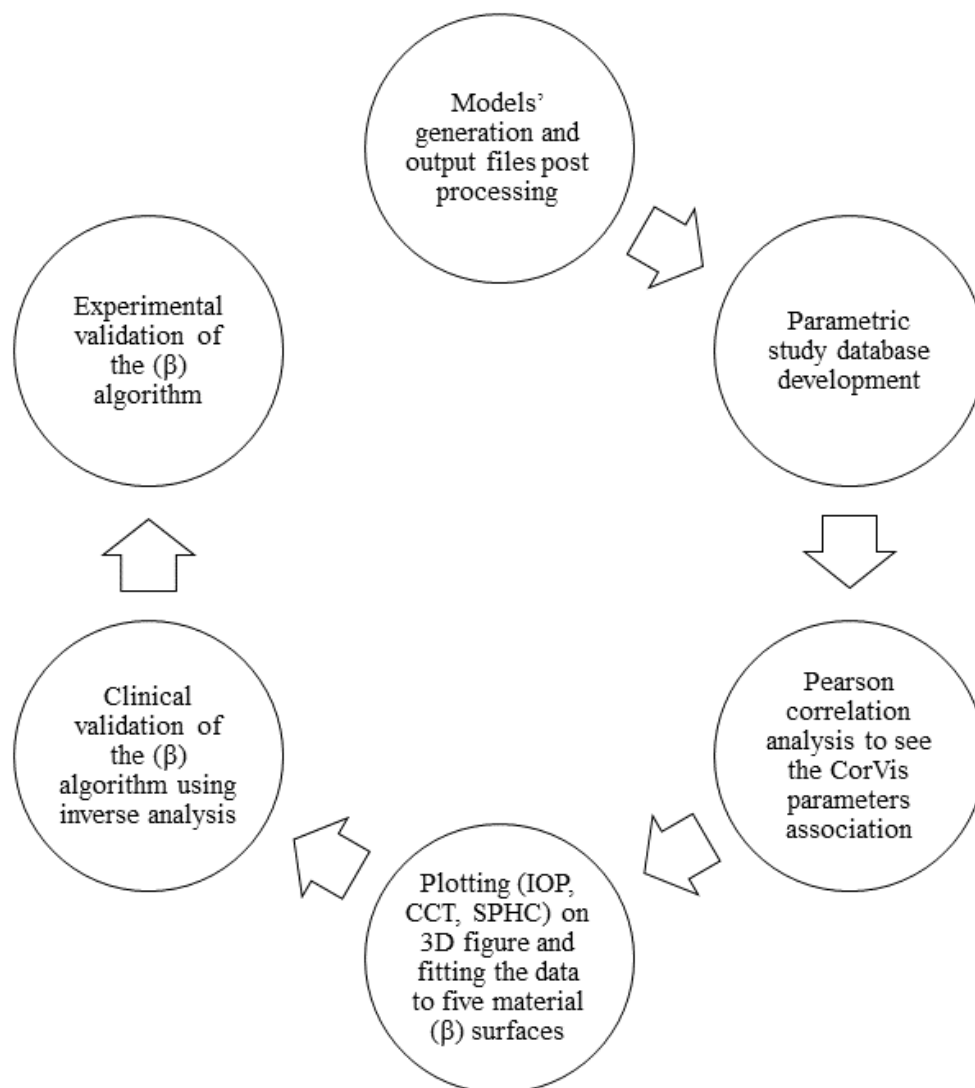 Models’
generation and
output files post
processing
Parametric
study database
development
Pearson
correlation
analysis to see
the CorVis
parameters
association
Plotting (IOP,
CCT, SPHC) on
3D figure and
fitting the data
to five material
(β) surfaces
Clinical
validation of
the (β)
algorithm using
inverse analysis
Experimental
validation of
the (β)
algorithm